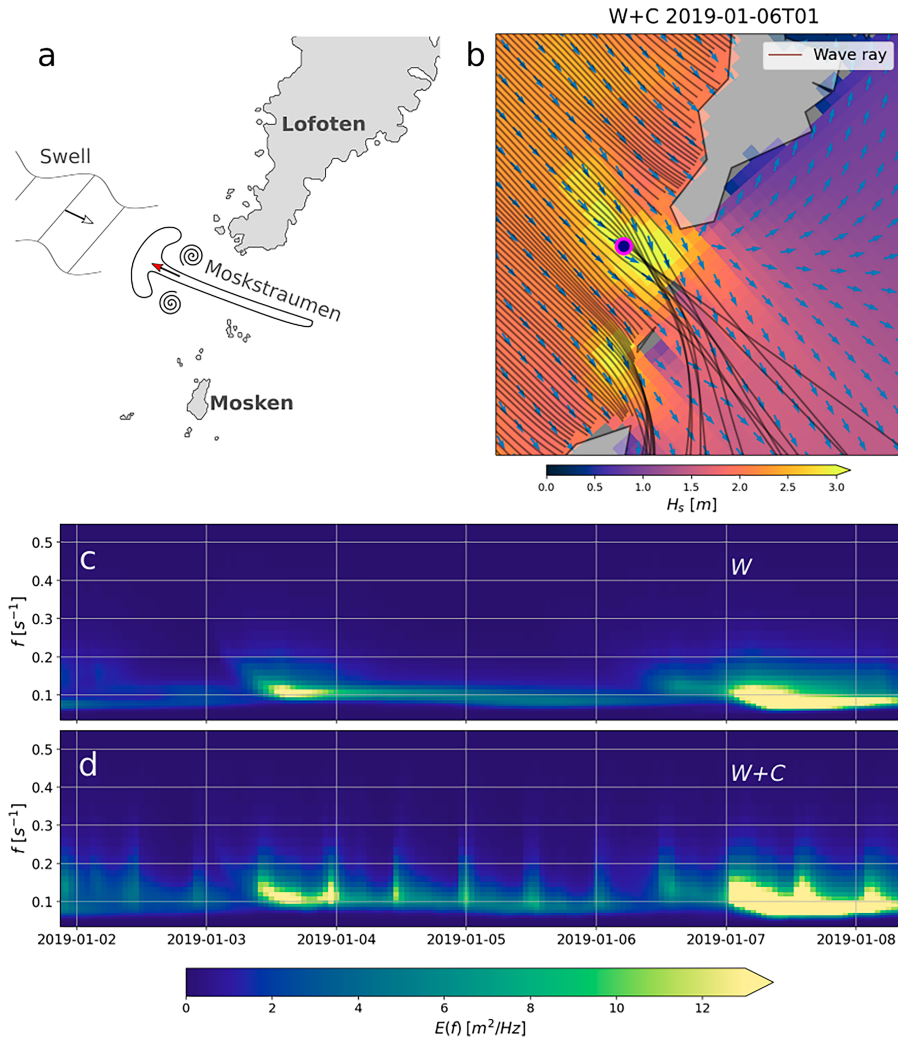 W+C 2019-01-06T01
a
b
Wave ray
Lofoten
Swell
Moskstraumen
Mosken
0.0 0.5 1.0 1.5 2.0 2.5 3.0
H_s [m]
c
W
0.5
0.4
0.3
0.2
0.1
f [s⁻¹]
d
W+C
0.5
0.4
0.3
0.2
0.1
f [s⁻¹]
2019-01-02 2019-01-03 2019-01-04 2019-01-05 2019-01-06 2019-01-07 2019-01-08
0 2 4 6 8 10 12
E(f) [m²/Hz]